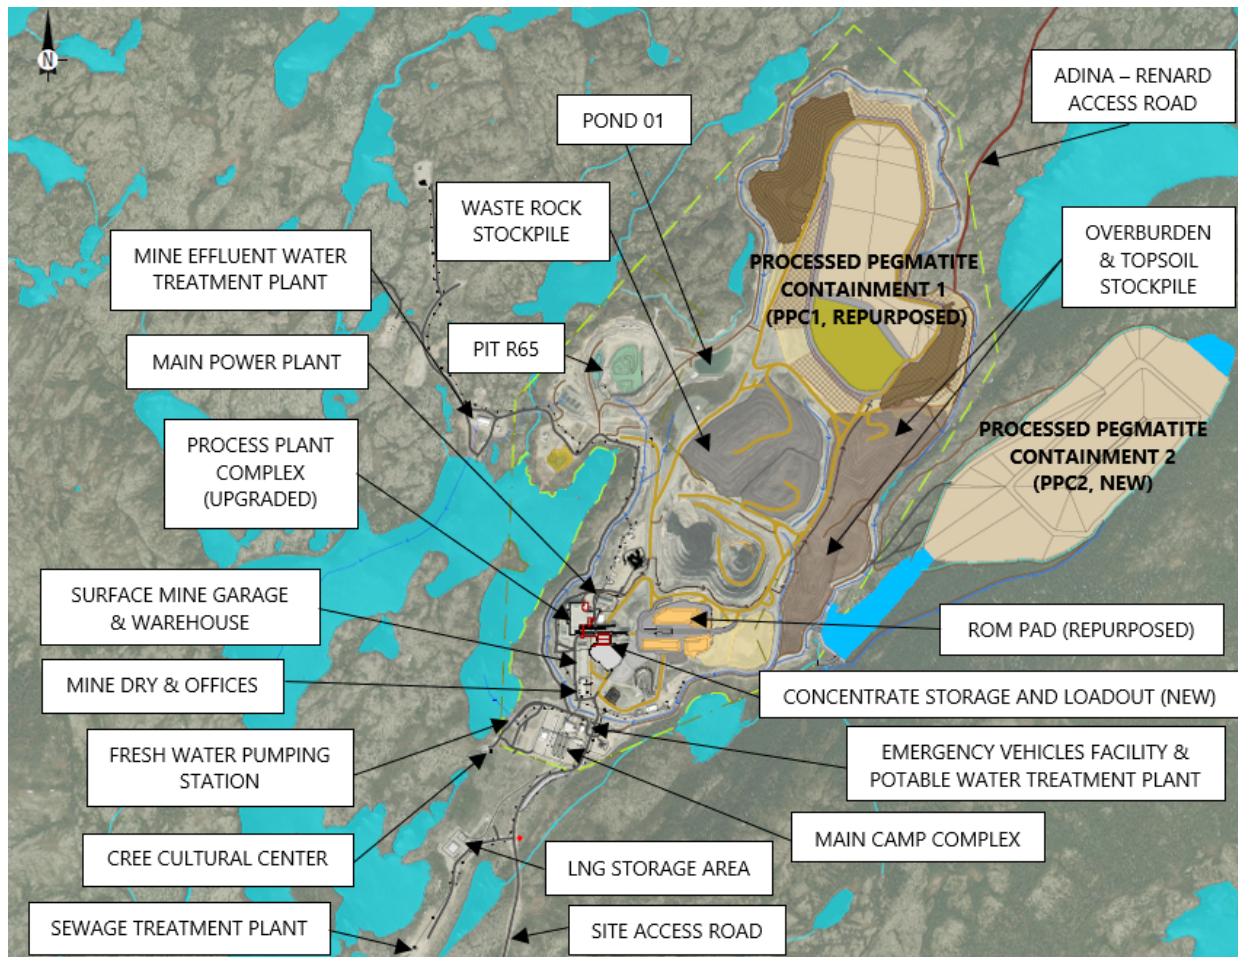 N
ADINA – RENARD
ACCESS ROAD
POND 01
WASTE ROCK
STOCKPILE
OVERBURDEN
& TOPSOIL
STOCKPILE
MINE EFFLUENT WATER
TREATMENT PLANT
PROCESSED PEGMATITE
CONTAINMENT 1
(PPC1, REPURPOSED)
PIT R65
MAIN POWER PLANT
PROCESS PLANT
COMPLEX
(UPGRADED)
PROCESSED PEGMATITE
CONTAINMENT 2
(PPC2, NEW)
SURFACE MINE GARAGE
& WAREHOUSE
ROM PAD (REPURPOSED)
MINE DRY & OFFICES
CONCENTRATE STORAGE AND LOADOUT (NEW)
FRESH WATER PUMPING
STATION
EMERGENCY VEHICLES FACILITY &
POTABLE WATER TREATMENT PLANT
MAIN CAMP COMPLEX
CREE CULTURAL CENTER
LNG STORAGE AREA
SEWAGE TREATMENT PLANT
SITE ACCESS ROAD